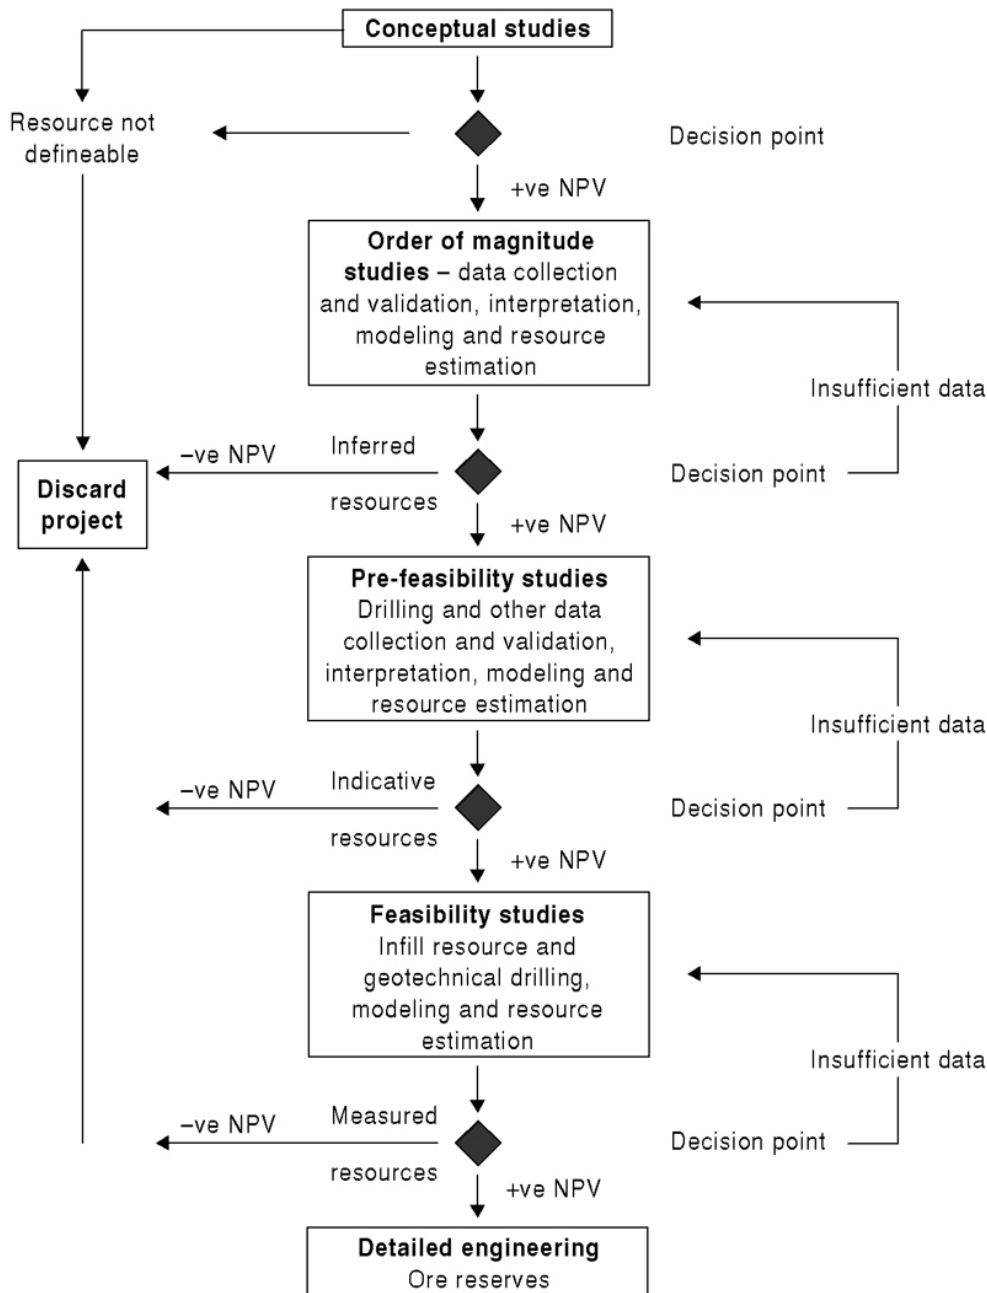 Conceptual studies
Resource not
defineable
Decision point
+ve NPV
Order of magnitude
studies – data collection
and validation, interpretation,
modeling and resource
estimation
Insufficient data
–ve NPV
Inferred
resources
Decision point
Discard
project
+ve NPV
Pre-feasibility studies
Drilling and other data
collection and validation,
interpretation, modeling and
resource estimation
Insufficient data
–ve NPV
Indicative
resources
Decision point
+ve NPV
Feasibility studies
Infill resource and
geotechnical drilling,
modeling and resource
estimation
Insufficient data
–ve NPV
Measured
resources
Decision point
+ve NPV
Detailed engineering
Ore reserves